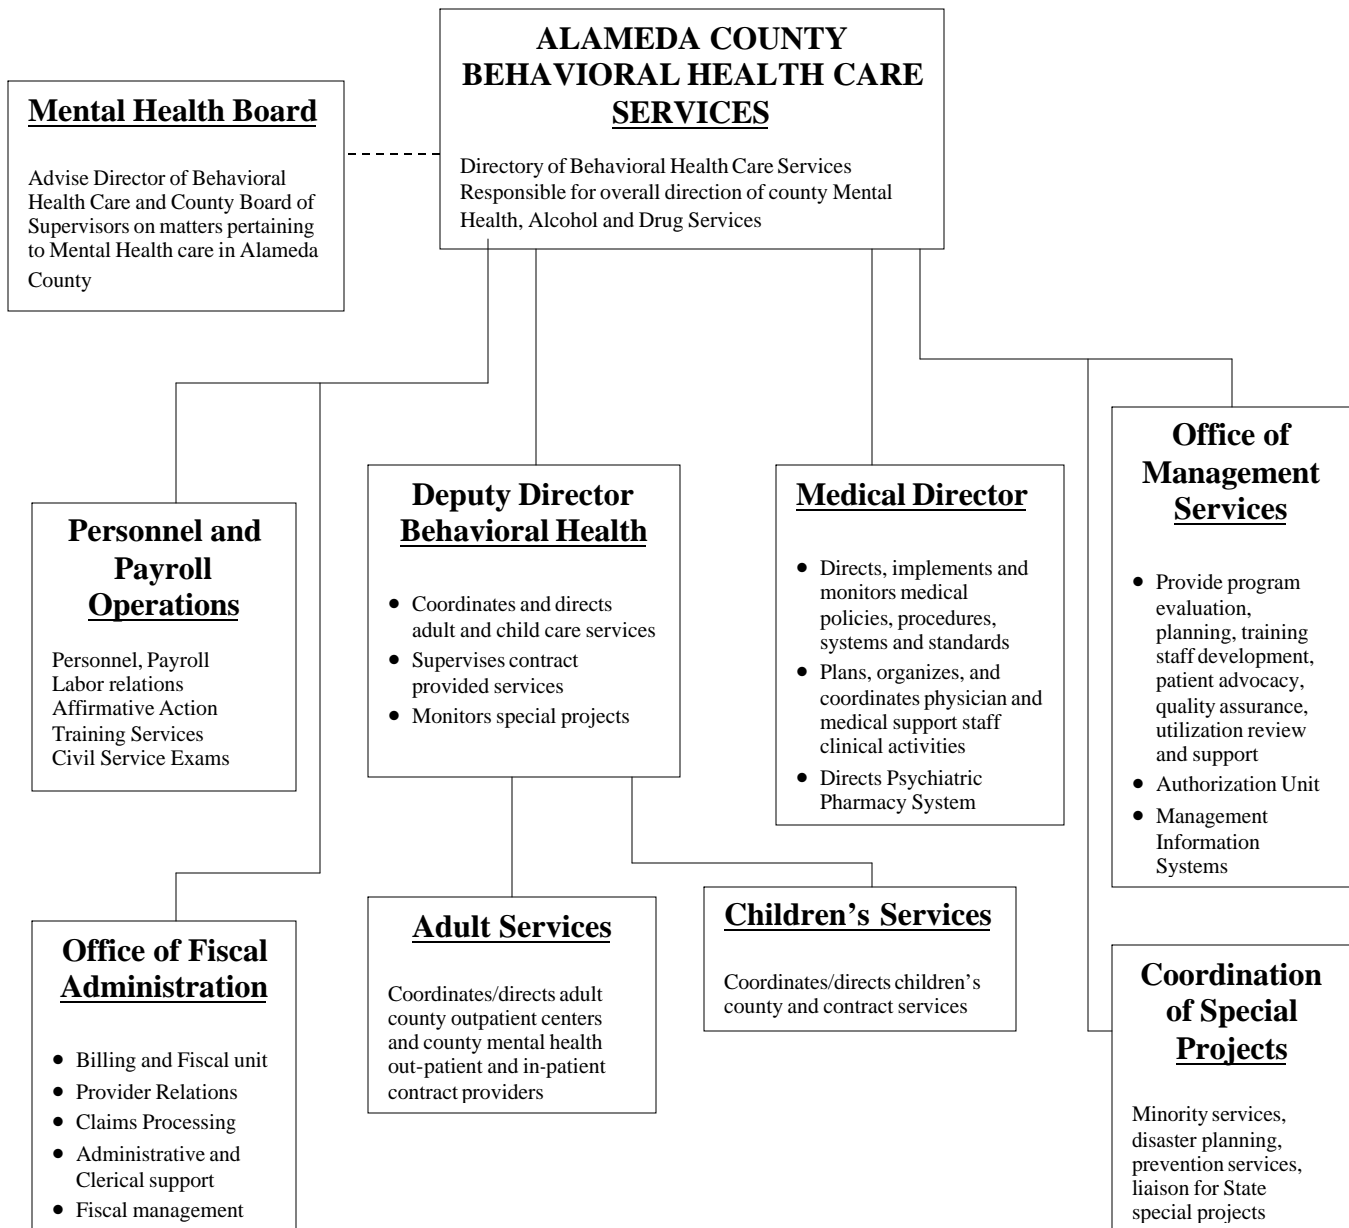 ALAMEDA COUNTY
BEHAVIORAL HEALTH CARE
SERVICES
Directory of Behavioral Health Care Services
Responsible for overall direction of county Mental
Health, Alcohol and Drug Services
Mental Health Board
Advise Director of Behavioral
Health Care and County Board of
Supervisors on matters pertaining
to Mental Health care in Alameda
County
Personnel and
Payroll
Operations
Personnel, Payroll
Labor relations
Affirmative Action
Training Services
Civil Service Exams
Deputy Director
Behavioral Health
• Coordinates and directs
adult and child care services
• Supervises contract
provided services
• Monitors special projects
Medical Director
• Directs, implements and
monitors medical
policies, procedures,
systems and standards
• Plans, organizes, and
coordinates physician and
medical support staff
clinical activities
• Directs Psychiatric
Pharmacy System
Office of
Management
Services
• Provide program
evaluation,
planning, training
staff development,
patient advocacy,
quality assurance,
utilization review
and support
• Authorization Unit
• Management
Information
Systems
Office of Fiscal
Administration
• Billing and Fiscal unit
• Provider Relations
• Claims Processing
• Administrative and
Clerical support
• Fiscal management
Adult Services
Coordinates/directs adult
county outpatient centers
and county mental health
out-patient and in-patient
contract providers
Children’s Services
Coordinates/directs children’s
county and contract services
Coordination
of Special
Projects
Minority services,
disaster planning,
prevention services,
liaison for State
special projects